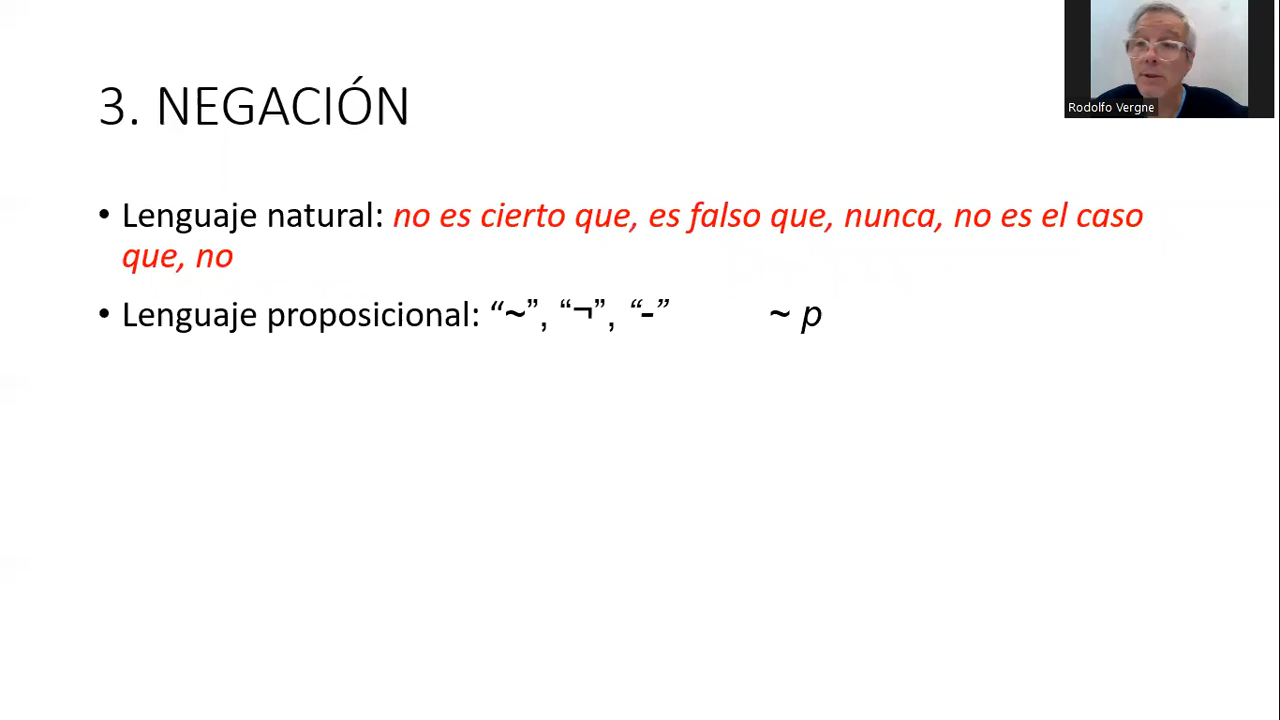 3. NEGACIÓN
Rodolfo Vergne
• Lenguaje natural: no es cierto que, es falso que, nunca, no es el caso
que, no
• Lenguaje proposicional: “~”, “¬”, “-” ~ p